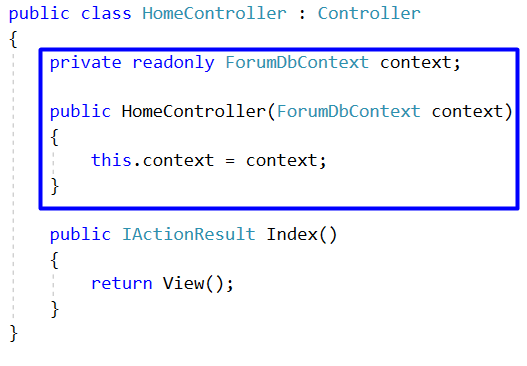 public class HomeController : Controller
{
    private readonly ForumDbContext context;
    public HomeController(ForumDbContext context)
    {
        this.context = context;
    }
    public IActionResult Index()
    {
        return View();
    }
}